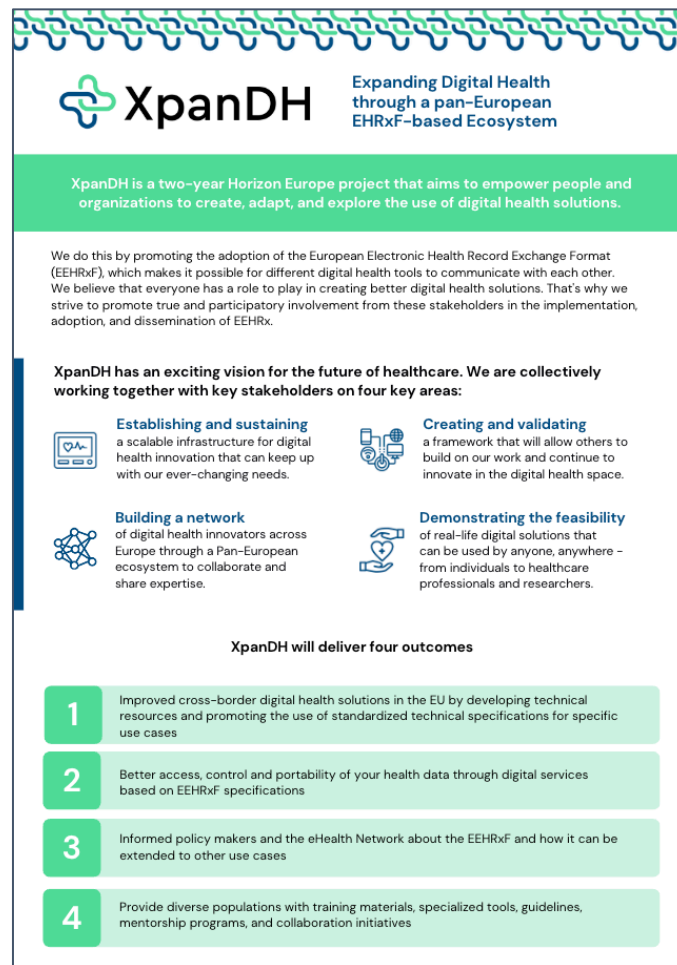 XpanDH
Expanding Digital Health
through a pan-European
EHRxF-based Ecosystem
XpanDH is a two-year Horizon Europe project that aims to empower people and
organizations to create, adapt, and explore the use of digital health solutions.
We do this by promoting the adoption of the European Electronic Health Record Exchange Format
(EEHRxF), which makes it possible for different digital health tools to communicate with each other.
We believe that everyone has a role to play in creating better digital health solutions. That's why we
strive to promote true and participatory involvement from these stakeholders in the implementation,
adoption, and dissemination of EEHRx.
XpanDH has an exciting vision for the future of healthcare. We are collectively
working together with key stakeholders on four key areas:
Establishing and sustaining
a scalable infrastructure for digital
health innovation that can keep up
with our ever-changing needs.
Creating and validating
a framework that will allow others to
build on our work and continue to
innovate in the digital health space.
Building a network
of digital health innovators across
Europe through a Pan-European
ecosystem to collaborate and
share expertise.
Demonstrating the feasibility
of real-life digital solutions that
can be used by anyone, anywhere -
from individuals to healthcare
professionals and researchers.
XpanDH will deliver four outcomes
1
Improved cross-border digital health solutions in the EU by developing technical
resources and promoting the use of standardized technical specifications for specific
use cases
2
Better access, control and portability of your health data through digital services
based on EEHRxF specifications
3
Informed policy makers and the eHealth Network about the EEHRxF and how it can be
extended to other use cases
4
Provide diverse populations with training materials, specialized tools, guidelines,
mentorship programs, and collaboration initiatives